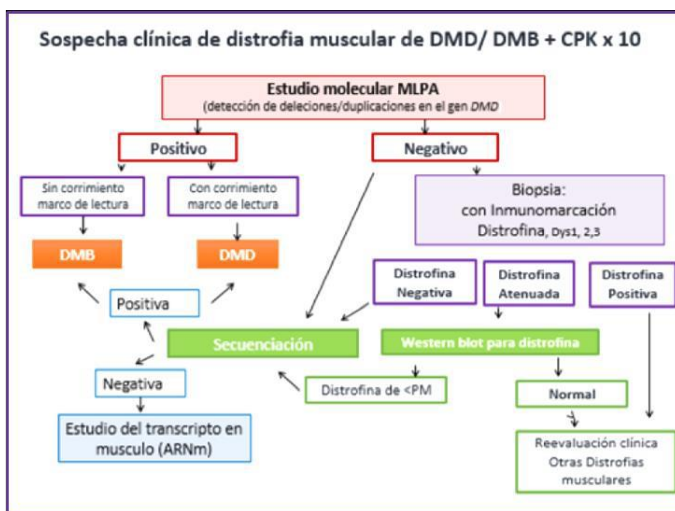 Sospecha clínica de distrofia muscular de DMD/ DMB + CPK x 10
Estudio molecular MLPA
(detección de deleciones/duplicaciones en el gen DMD
Positivo
Negativo
Sin corrimiento
marco de lectura
Con corrimiento
marco de lectura
Biopsia:
con Inmunomarcación
Distrofina, Dys1, 2,3
DMB
DMD
Distrofina
Negativa
Distrofina
Atenuada
Distrofina
Positiva
Positiva
Secuenciación
Western blot para distrofina
Negativa
Distrofina de <PM
Normal
Estudio del transcripto en
musculo (ARNm)
Reevaluación clínica
Otras Distrofias
musculares